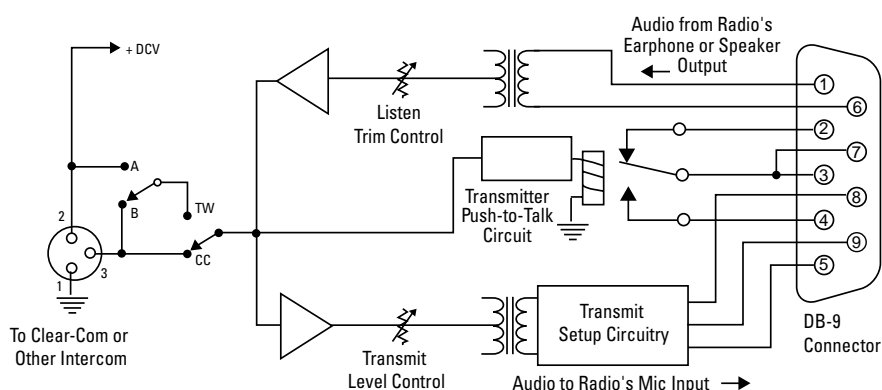 + DCV
Audio from Radio's
Earphone or Speaker
Output
1
6
2
7
3
8
4
9
5
Listen
Trim Control
A
B
TW
CC
2
3
1
Transmitter
Push-to-Talk
Circuit
To Clear-Com or
Other Intercom
Transmit
Level Control
Transmit
Setup Circuitry
Audio to Radio's Mic Input
DB-9
Connector